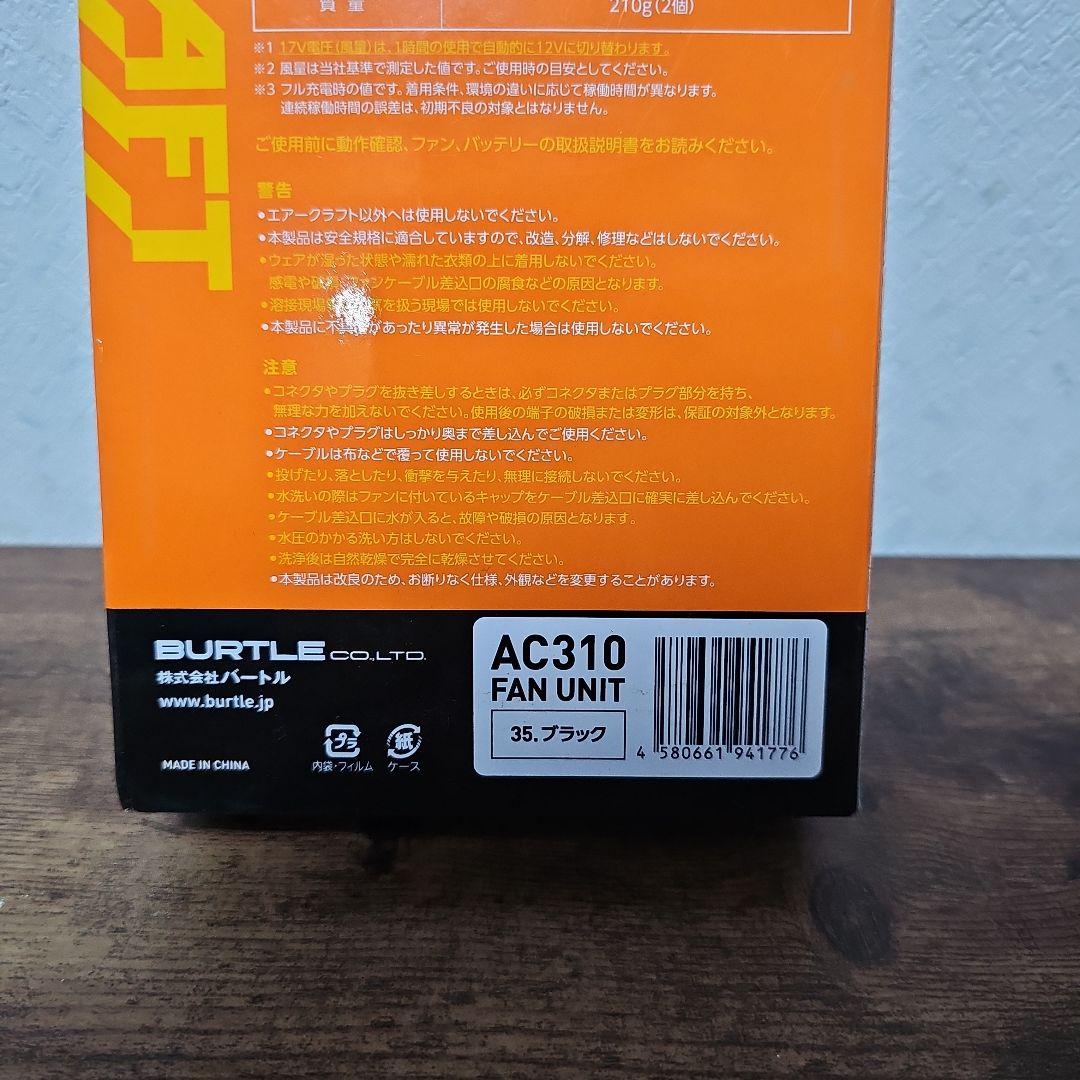 AFT
質量 210g(2個)
※1 17V電圧(風量)は、1時間の使用で自動的に12Vに切り替わります。
※2 風量は当社基準で測定した値です。ご使用時の目安としてください。
※3 フル充電時の値です。着用条件、環境の違いに応じて稼働時間が異なります。
連続稼働時間の誤差は、初期不良の対象とはなりません。
ご使用前に動作確認、ファン、バッテリーの取扱説明書をお読みください。
警告
●エアークラフト以外へは使用しないでください。
●本製品は安全規格に適合していますので、改造、分解、修理などはしないでください。
●ウェアが湿った状態や濡れた衣類の上に着用しないでください。
感電や ファンケーブル差込口の腐食などの原因となります。
●溶接現場 を扱う現場では使用しないでください。
●本製品に があったり異常が発生した場合は使用しないでください。
注意
●コネクタやプラグを抜き差しするときは、必ずコネクタまたはプラグ部分を持ち、
無理な力を加えないでください。使用後の端子の破損または変形は、保証の対象外となります。
●コネクタやプラグはしっかり奥まで差し込んでご使用ください。
●ケーブルは布などで覆って使用しないでください。
●投げたり、落としたり、衝撃を与えたり、無理に接続しないでください。
●水洗いの際はファンに付いているキャップをケーブル差込口に確実に差し込んでください。
●ケーブル差込口に水が入ると、故障や破損の原因となります。
●水圧のかかる洗い方はしないでください。
●洗浄後は自然乾燥で完全に乾燥させてください。
●本製品は改良のため、お断りなく仕様、外観などを変更することがあります。
BURTLE CO.,LTD.
株式会社バートル
www.burtle.jp
MADE IN CHINA
プラ
内袋・フィルム
紙
ケース
AC310
FAN UNIT
35.ブラック
4 580661 941776